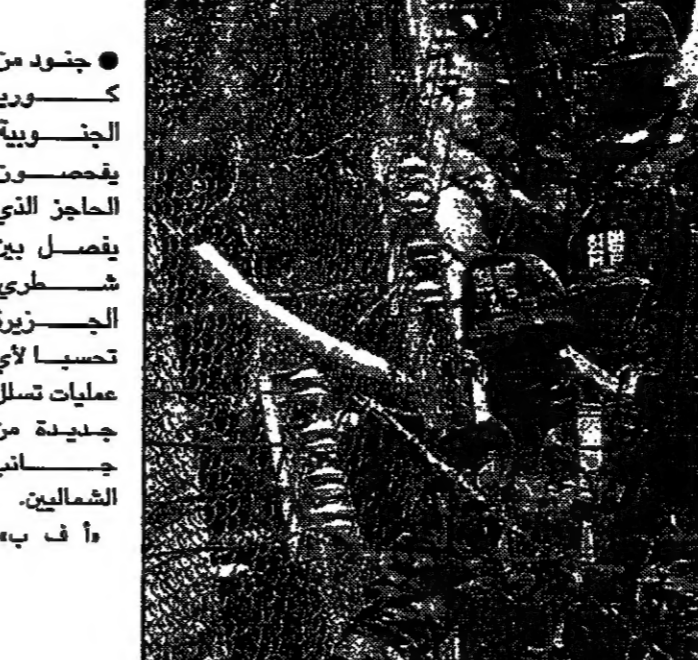 ● جنود من
كوريا
الجنوبية
يفحصون
الحاجز الذي
يفصل بين
شطري
الجزيرة
تحسبا لأي
عمليات تسلل
جديدة من
جانب
الشماليين.
«أ ف ب»